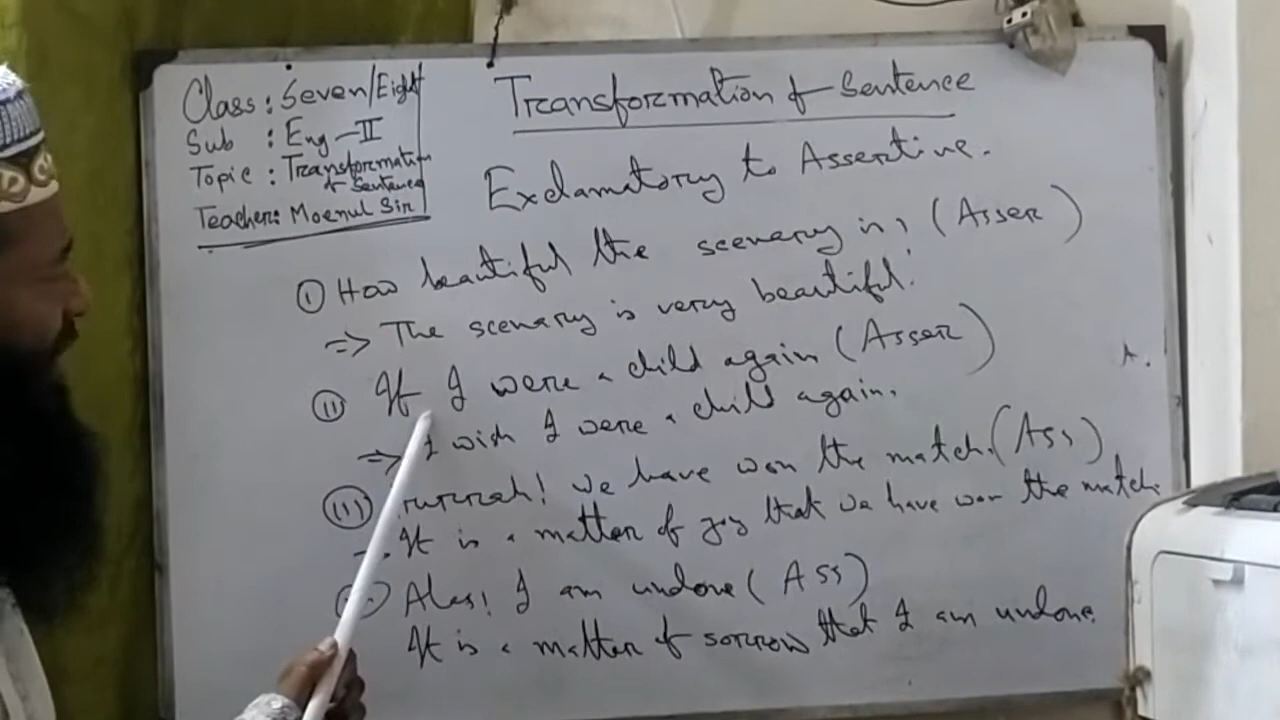 Class : Seven/Eight
Sub : Eng-II
Topic : Transformation
of Sentence
Teacher: Moenul Sir
Transformation of Sentence
Exclamatory to Assertive.
(i) How beautiful the scenery is! (Asser)
=> The scenery is very beautiful.
(ii) If I were a child again (Asser)
=> I wish I were a child again.
(iii) rurrah! we have won the match. (Ass)
It is a matter of joy that we have won the match
Alas! I am undone (Ass)
It is a matter of sorrow that I am undone.
A.